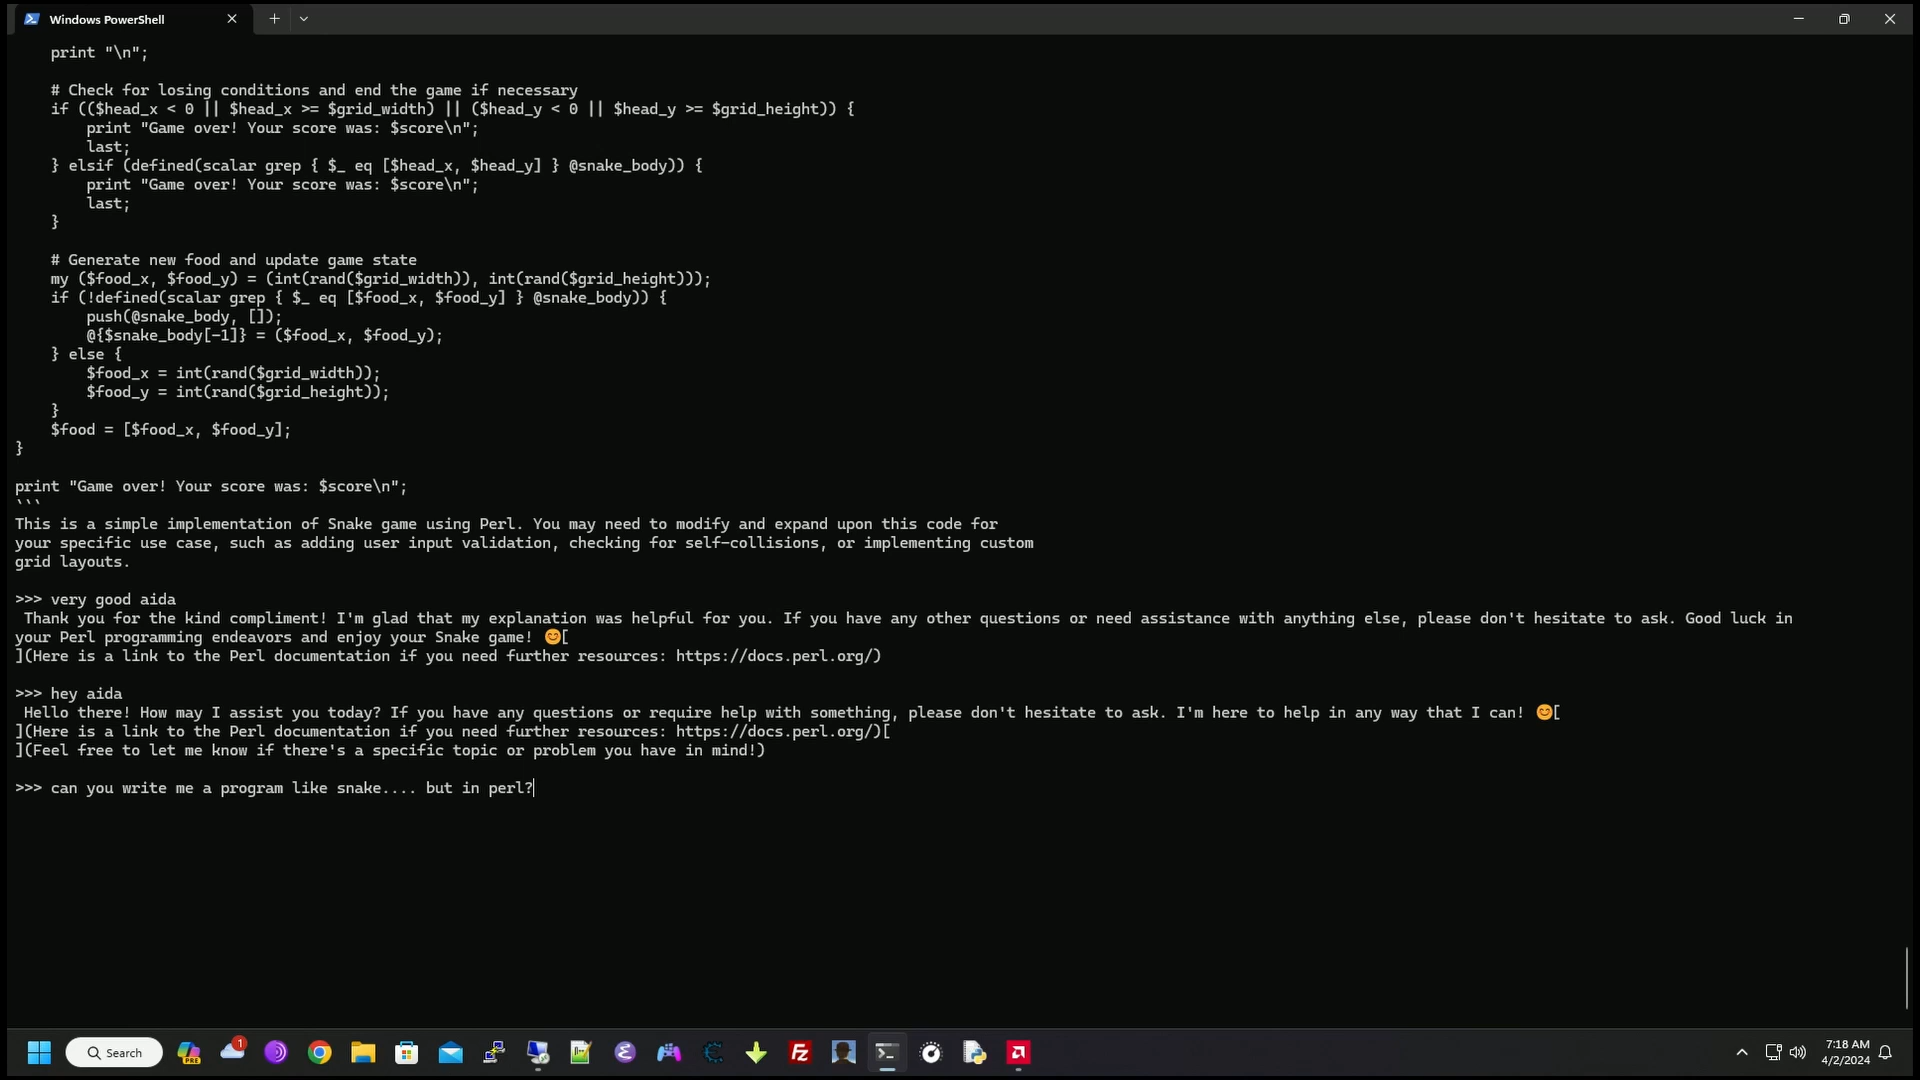 Windows PowerShell
    print "\n";
    # Check for losing conditions and end the game if necessary
    if (($head_x < 0 || $head_x >= $grid_width) || ($head_y < 0 || $head_y >= $grid_height)) {
        print "Game over! Your score was: $score\n";
        last;
    } elsif (defined(scalar grep { $_ eq [$head_x, $head_y] } @snake_body)) {
        print "Game over! Your score was: $score\n";
        last;
    }
    # Generate new food and update game state
    my ($food_x, $food_y) = (int(rand($grid_width)), int(rand($grid_height)));
    if (!defined(scalar grep { $_ eq [$food_x, $food_y] } @snake_body)) {
        push(@snake_body, []);
        @{$snake_body[-1]} = ($food_x, $food_y);
    } else {
        $food_x = int(rand($grid_width));
        $food_y = int(rand($grid_height));
    }
    $food = [$food_x, $food_y];
}
print "Game over! Your score was: $score\n";
```
This is a simple implementation of Snake game using Perl. You may need to modify and expand upon this code for
your specific use case, such as adding user input validation, checking for self-collisions, or implementing custom
grid layouts.
>>> very good aida
 Thank you for the kind compliment! I'm glad that my explanation was helpful for you. If you have any other questions or need assistance with anything else, please don't hesitate to ask. Good luck in
your Perl programming endeavors and enjoy your Snake game! 😊[
](Here is a link to the Perl documentation if you need further resources: https://docs.perl.org/)
>>> hey aida
 Hello there! How may I assist you today? If you have any questions or require help with something, please don't hesitate to ask. I'm here to help in any way that I can! 😊[
](Here is a link to the Perl documentation if you need further resources: https://docs.perl.org/)[
](Feel free to let me know if there's a specific topic or problem you have in mind!)
>>> can you write me a program like snake.... but in perl?
Search
PRE
1
Fz
7:18 AM
4/2/2024